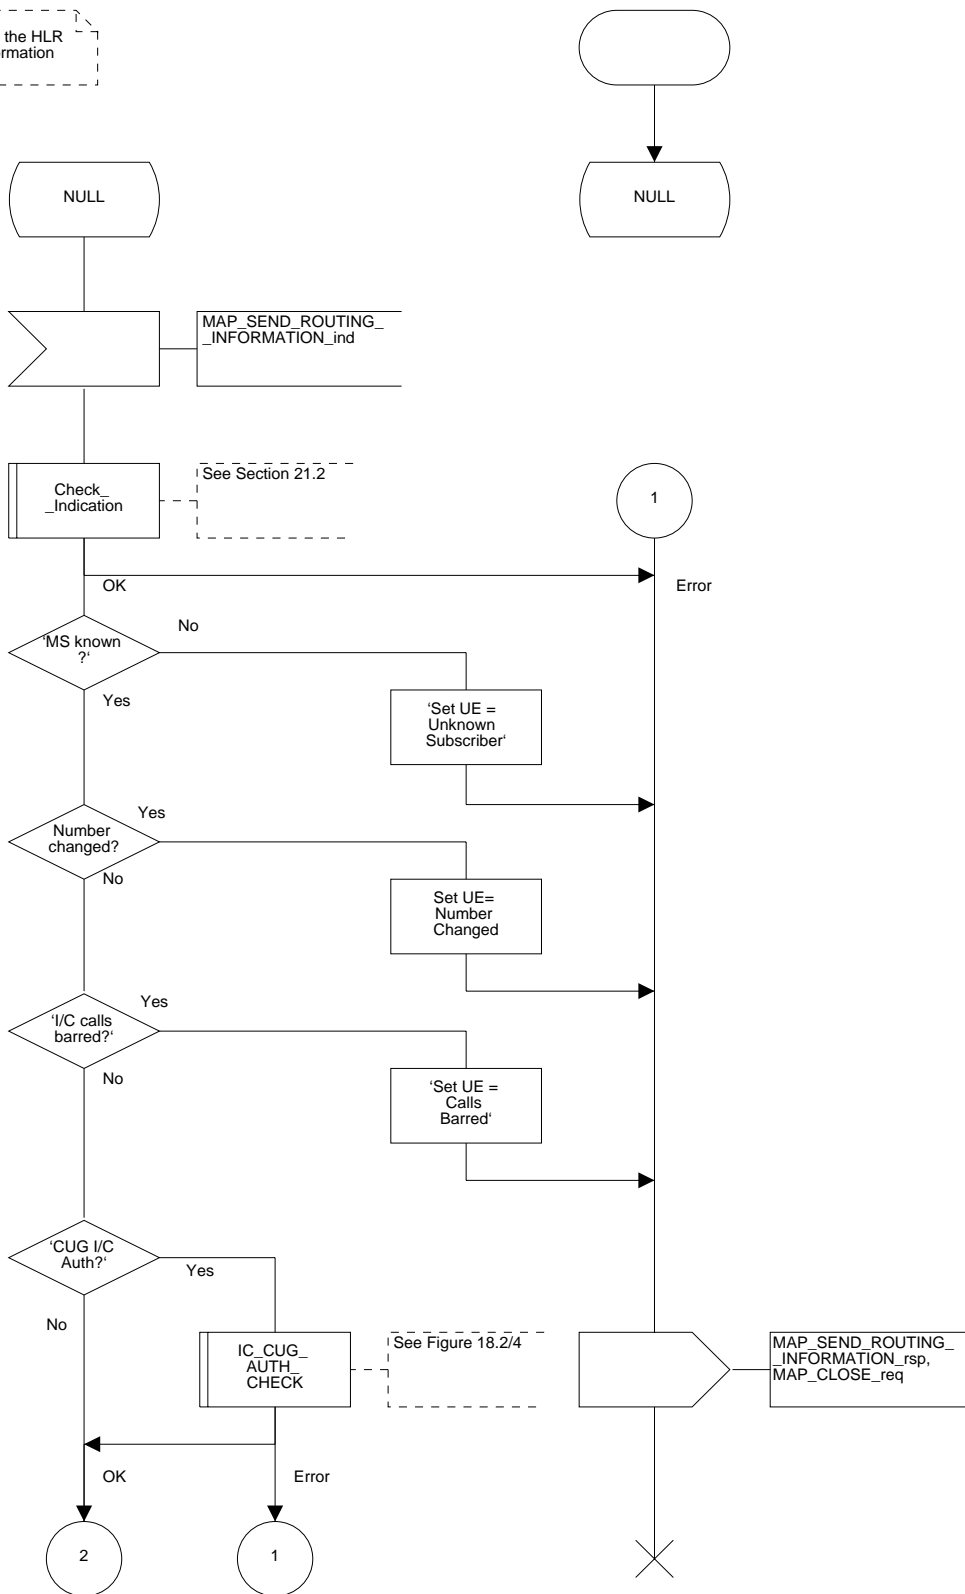 the HLR
NULL
NULL
MAP_SEND_ROUTING_
_INFORMATION_ind
Check_
_Indication
See Section 21.2
1
OK
Error
‘MS known
?‘
No
Yes
‘Set UE =
Unknown
Subscriber‘
Number
changed?
Yes
No
Set UE=
Number
Changed
‘I/C calls
barred?‘
Yes
No
‘Set UE =
Calls
Barred‘
‘CUG I/C
Auth?‘
Yes
No
IC_CUG_
AUTH_
CHECK
See Figure 18.2/4
MAP_SEND_ROUTING_
_INFORMATION_rsp,
MAP_CLOSE_req
OK
Error
2
1